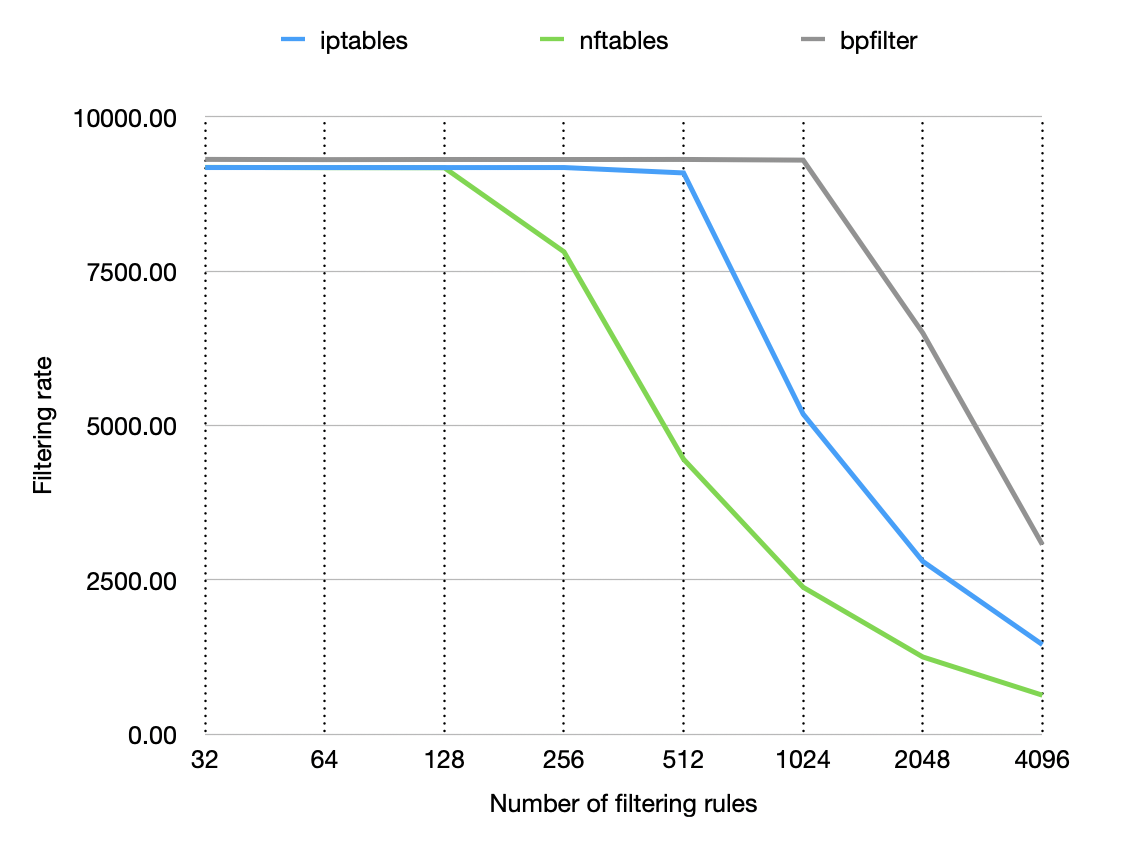 iptables nftables bpfilter
10000.00
7500.00
5000.00
2500.00
0.00
Filtering rate
32 64 128 256 512 1024 2048 4096
Number of filtering rules